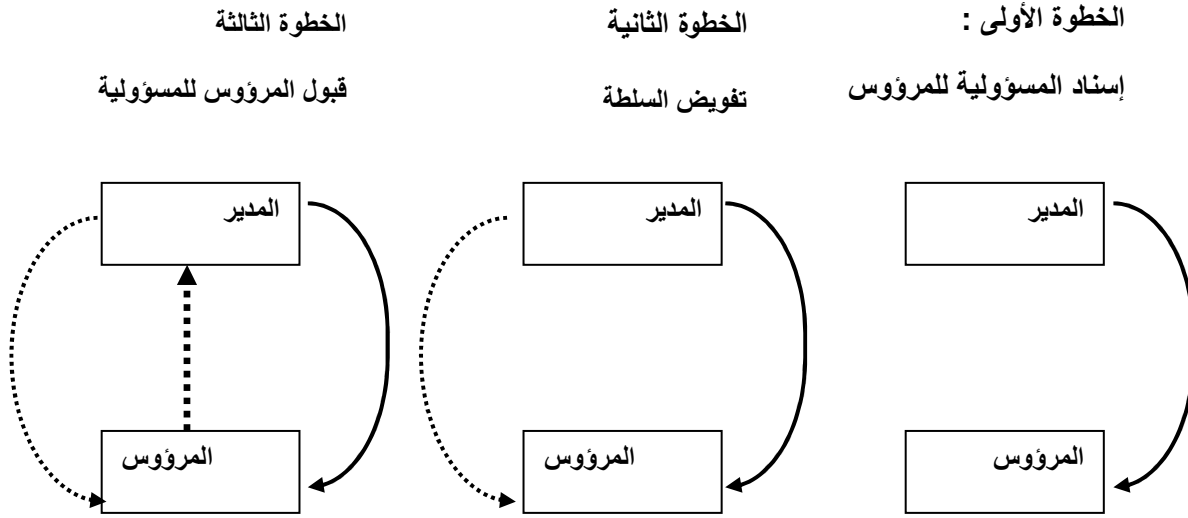 الخطوة الأولى :
إسناد المسؤولية للمرؤوس
المدير
المرؤوس
الخطوة الثانية
تفويض السلطة
المدير
المرؤوس
الخطوة الثالثة
قبول المرؤوس للمسؤولية
المدير
المرؤوس